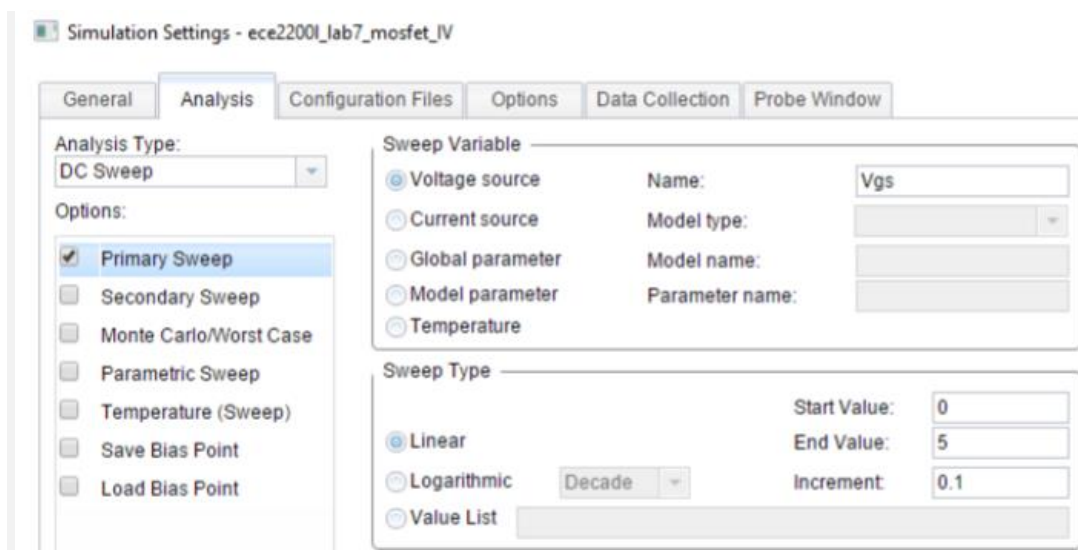 Simulation Settings - ece2200l_lab7_mosfet_IV
General Analysis Configuration Files Options Data Collection Probe Window
Analysis Type:
DC Sweep
Options:
Primary Sweep
Secondary Sweep
Monte Carlo/Worst Case
Parametric Sweep
Temperature (Sweep)
Save Bias Point
Load Bias Point
Sweep Variable
Voltage source Name: Vgs
Current source Model type:
Global parameter Model name:
Model parameter Parameter name:
Temperature
Sweep Type
Start Value: 0
Linear End Value: 5
Logarithmic Decade Increment: 0.1
Value List